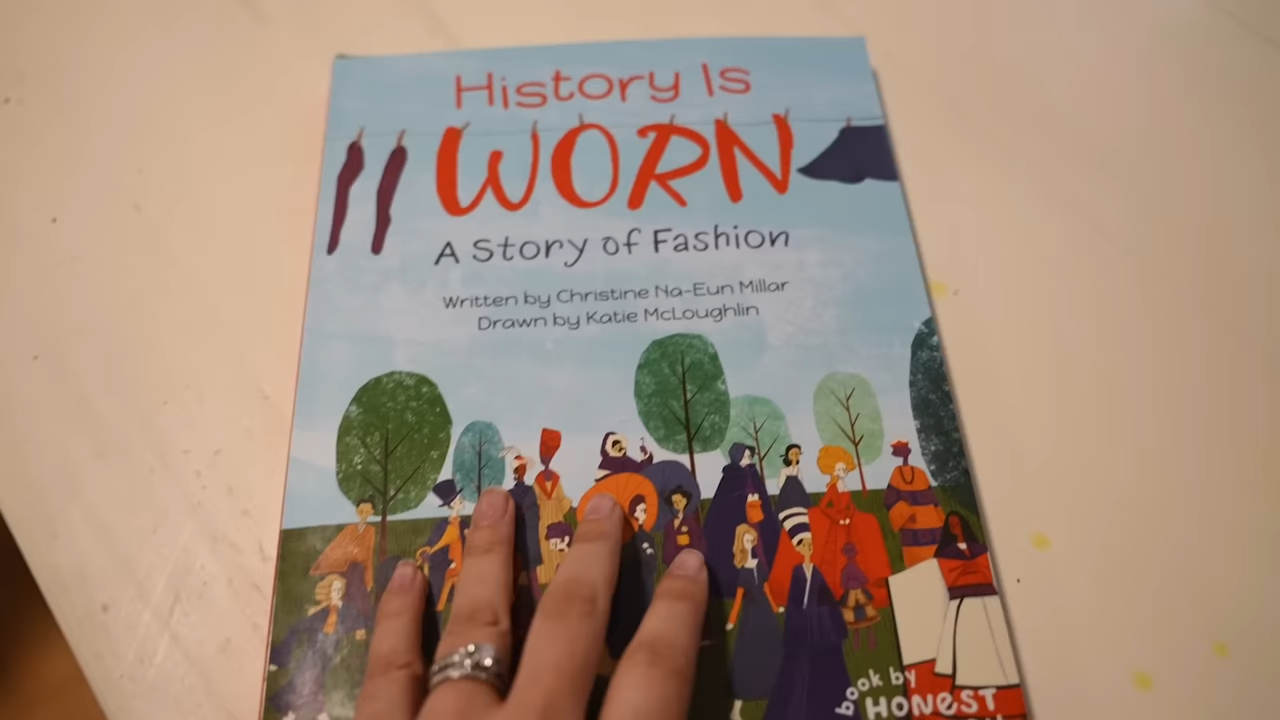 History Is
WORN
A Story of Fashion
Written by Christine Na-Eun Millar
Drawn by Katie McLoughlin
book by
HONEST